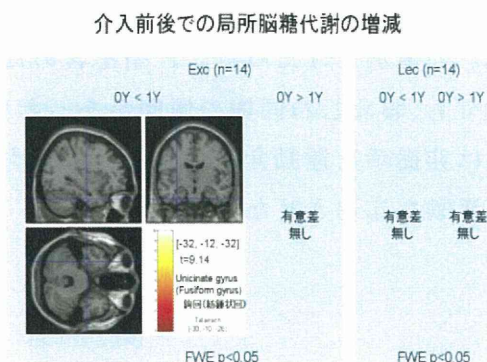 介入前後での局所脳糖代謝の増減
Exc (n=14)
Lec (n=14)
0Y < 1Y
0Y > 1Y
0Y < 1Y
0Y > 1Y
[-32, -12, -32]
t=9.14
Unicinate gyrus
(Fusiform gyrus)
鈎回(紡錘状回)
Talairach
有意差
無し
有意差
無し
有意差
無し
FWE p<0.05
FWE p<0.05